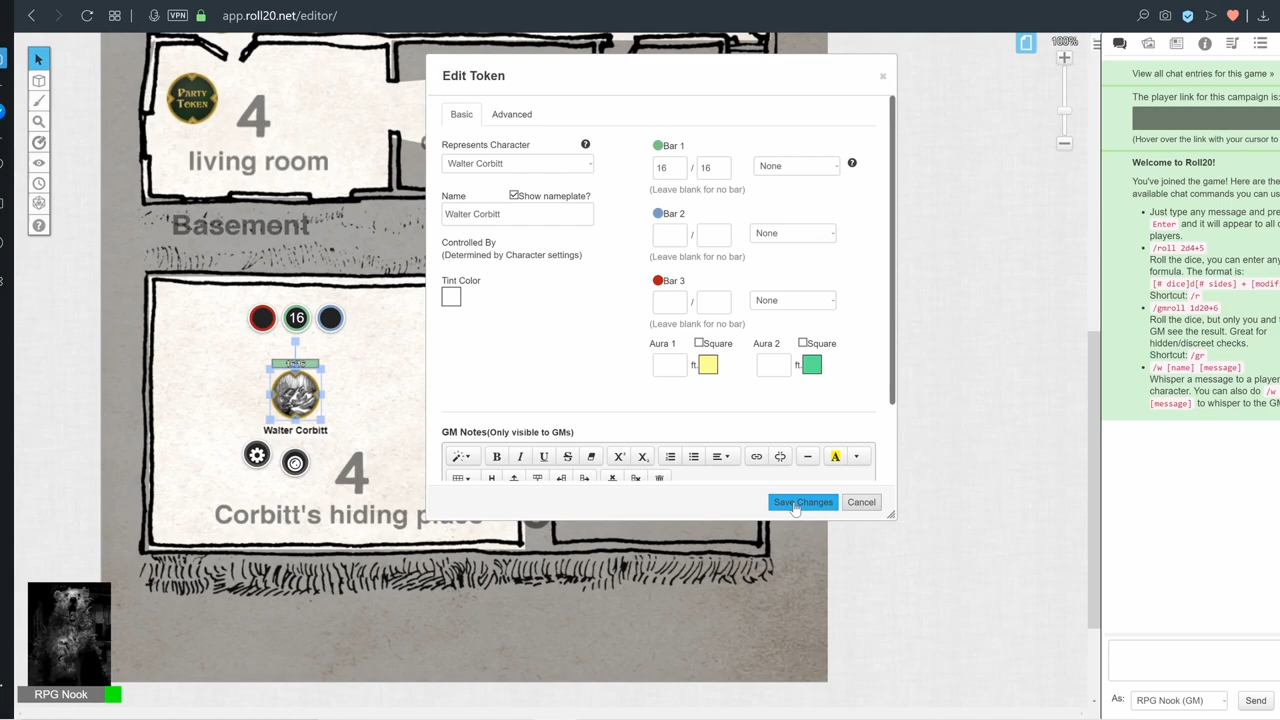 VPN
app.roll20.net/editor/
PARTY
TOKEN
4
living room
Basement
16
16/16
Walter Corbitt
4
Corbitt's hiding place
RPG Nook
Edit Token
×
Basic
Advanced
Represents Character
?
Walter Corbitt
Name
Show nameplate?
Walter Corbitt
Controlled By
(Determined by Character settings)
Tint Color
Bar 1
16 / 16
None
?
(Leave blank for no bar)
Bar 2
/
None
(Leave blank for no bar)
Bar 3
/
None
(Leave blank for no bar)
Aura 1
Square
Aura 2
Square
ft.
ft.
GM Notes(Only visible to GMs)
B I U S X' X, A
H
Save Changes
Cancel
100%
View all chat entries for this game »
The player link for this campaign is:
(Hover over the link with your cursor to
Welcome to Roll20!
You've joined the game! Here are the
available chat commands you can us
• Just type any message and pre
Enter and it will appear to all o
players.
• /roll 2d4+5
Roll the dice, you can enter any
formula. The format is:
[# dice]d[# sides] + [modif
Shortcut: /r
• /gmroll 1d20+6
Roll the dice, but only you and
GM see the result. Great for
hidden/discreet checks.
Shortcut: /gr
• /w [name] [message]
Whisper a message to a player
character. You can also do /w
[message] to whisper to the GM
As:
RPG Nook (GM)
Send